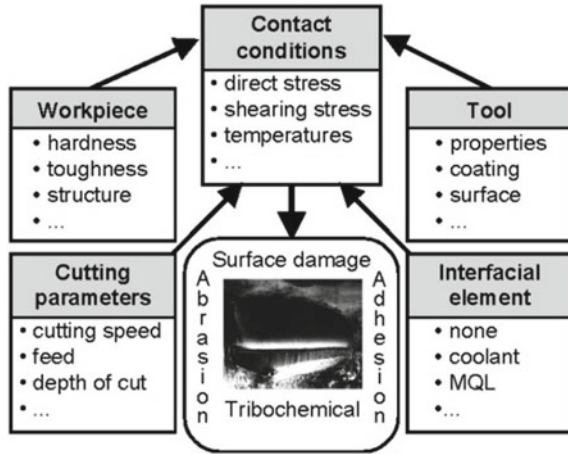 Contact
conditions
• direct stress
• shearing stress
• temperatures
• ...
Workpiece
• hardness
• toughness
• structure
• ...
Tool
• properties
• coating
• surface
• ...
Cutting
parameters
• cutting speed
• feed
• depth of cut
• ...
Surface damage
Abrasion
Adhesion
Tribochemical
Interfacial
element
• none
• coolant
• MQL
•...